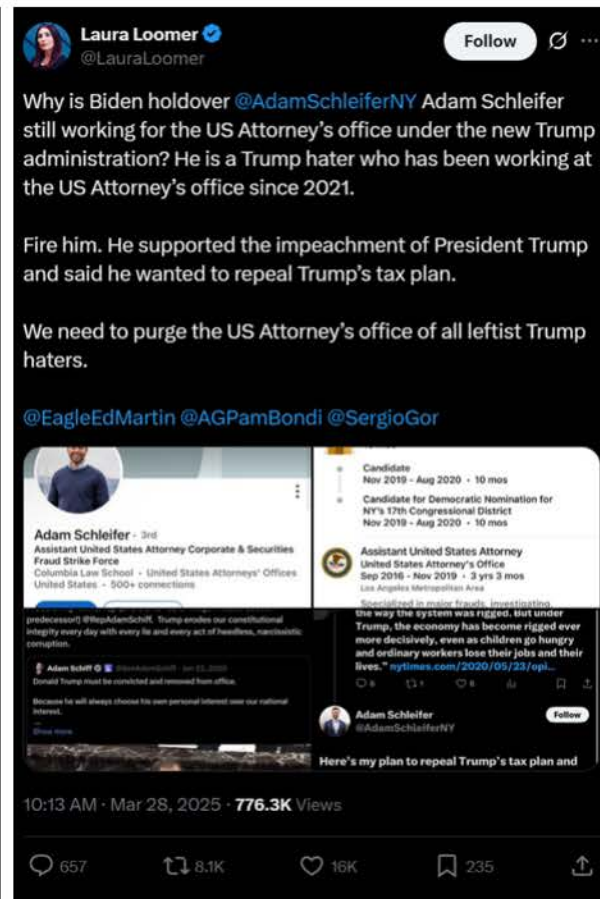 Laura Loomer
@LauraLoomer
Follow
Why is Biden holdover @AdamSchleiferNY Adam Schleifer
still working for the US Attorney’s office under the new Trump
administration? He is a Trump hater who has been working at
the US Attorney’s office since 2021.
Fire him. He supported the impeachment of President Trump
and said he wanted to repeal Trump’s tax plan.
We need to purge the US Attorney’s office of all leftist Trump
haters.
@EagleEdMartin @AGPamBondi @SergioGor
Adam Schleifer · 3rd
Assistant United States Attorney Corporate & Securities
Fraud Strike Force
Columbia Law School · United States Attorneys' Offices
United States · 500+ connections
Candidate
Nov 2019 - Aug 2020 · 10 mos
Candidate for Democratic Nomination for
NY's 17th Congressional District
Nov 2019 - Aug 2020 · 10 mos
Assistant United States Attorney
United States Attorney's Office
Sep 2016 - Nov 2019 · 3 yrs 3 mos
Los Angeles Metropolitan Area
Specialized in major frauds, investigating,
predecessor!) @RepAdamSchiff. Trump erodes our constitutional
integrity every day with every lie and every act of heedless, narcissistic
corruption.
Adam Schiff
Donald Trump must be convicted and removed from office.
Because he will always choose his own personal interest over our national
interest.
Show more
the way the system was rigged. But under
Trump, the economy has become rigged ever
more decisively, even as children go hungry
and ordinary workers lose their jobs and their
lives." nytimes.com/2020/05/23/opi...
Adam Schleifer
@AdamSchleiferNY
Follow
Here's my plan to repeal Trump's tax plan and
10:13 AM · Mar 28, 2025 · 776.3K Views
657
8.1K
16K
235